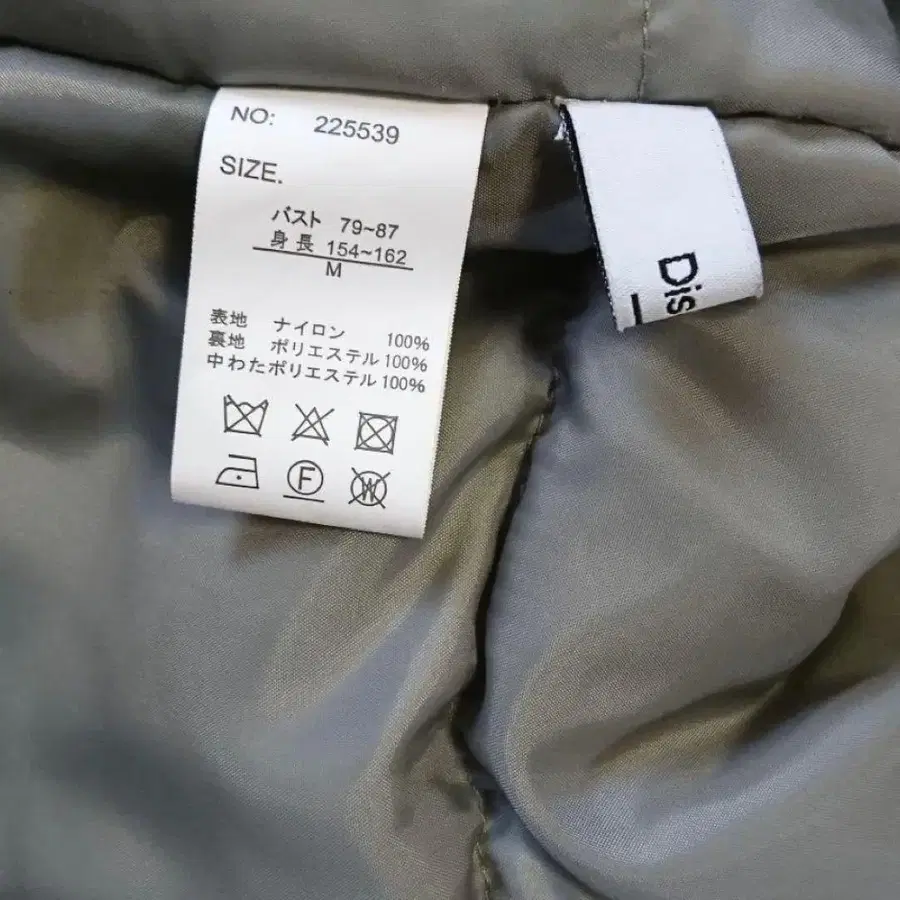 NO: 225539
SIZE.
バスト 79~87
身長 154~162
M
表地 ナイロン 100%
裏地 ポリエステル 100%
中わたポリエステル 100%
F
W
Dis